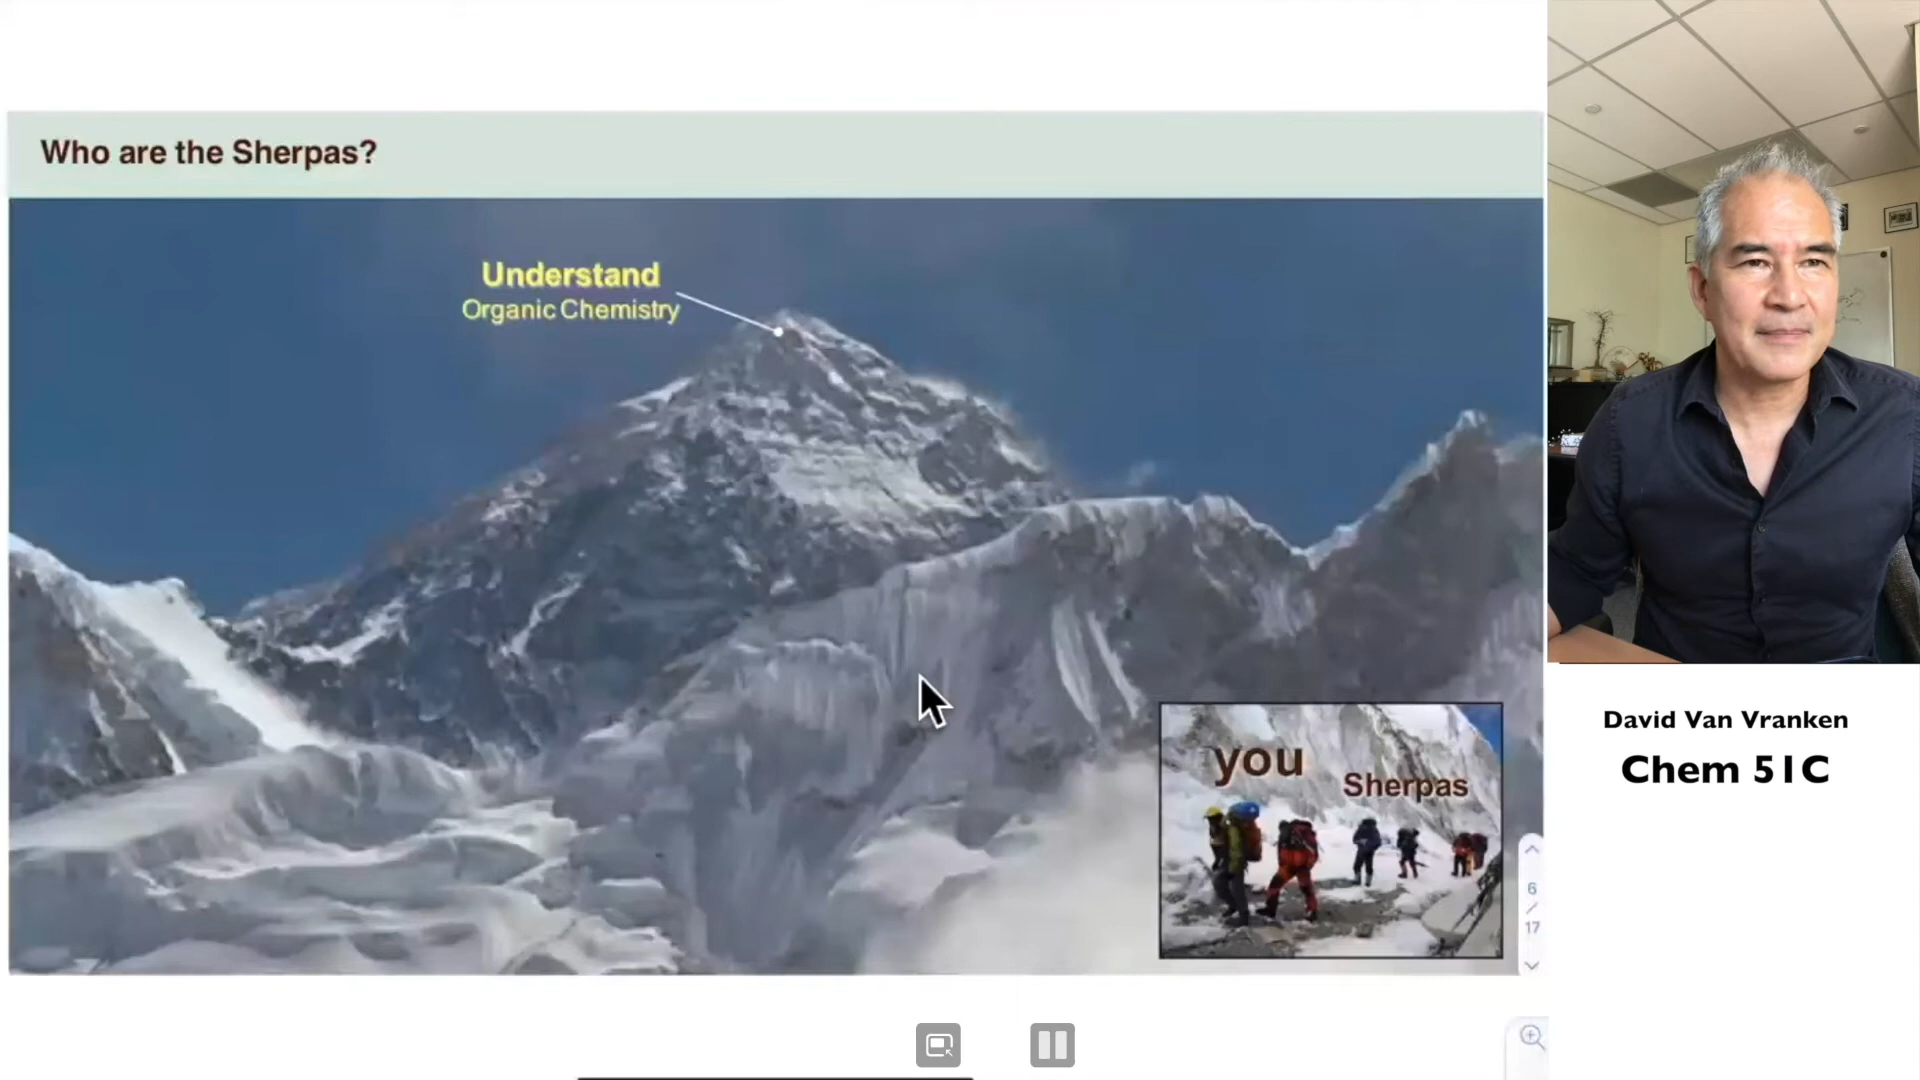 Who are the Sherpas?
Understand
Organic Chemistry
you
Sherpas
6
/
17
David Van Vranken
Chem 51C